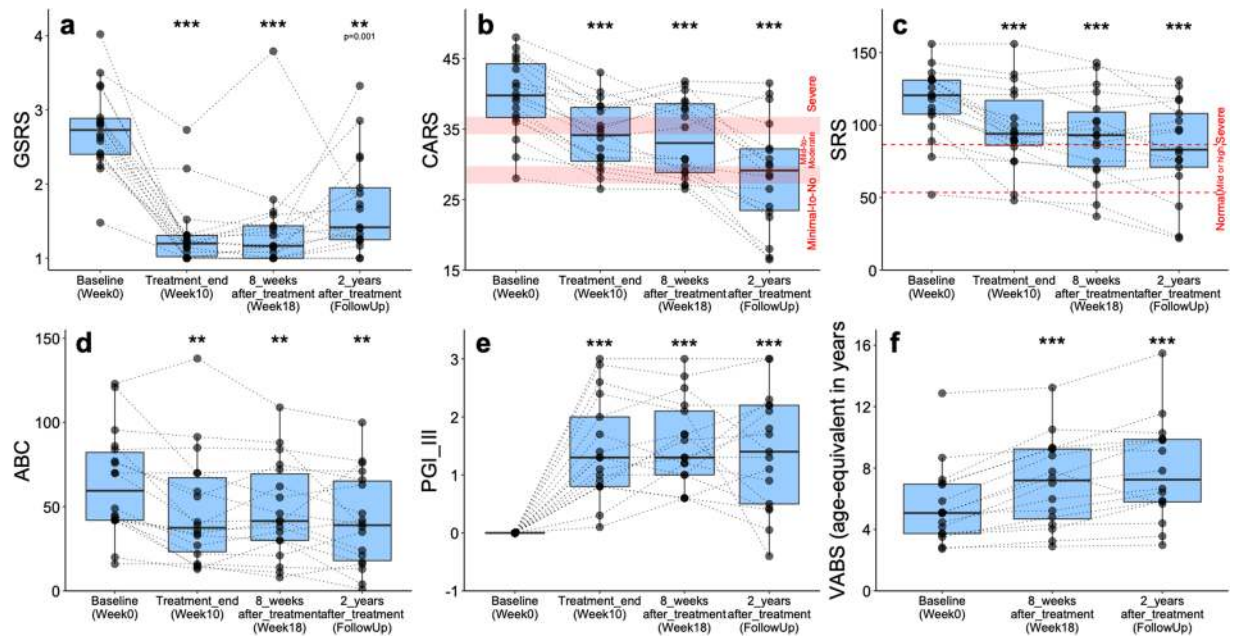 a
***
***
**
p=0.001
GSRS
4
3
2
1
Baseline
(Week0)
Treatment_end
(Week10)
8_weeks
after_treatment
(Week18)
2_years
after_treatment
(FollowUp)
b
***
***
***
CARS
45
35
25
15
Severe
Mild-to-
Moderate
Minimal-to-No
Baseline
(Week0)
Treatment_end
(Week10)
8_weeks
after_treatment
(Week18)
2_years
after_treatment
(FollowUp)
c
***
***
***
SRS
150
100
50
0
Severe
Mild or high
Normal
Baseline
(Week0)
Treatment_end
(Week10)
8_weeks
after_treatment
(Week18)
2_years
after_treatment
(FollowUp)
d
**
**
**
ABC
150
100
50
0
Baseline
(Week0)
Treatment_end
(Week10)
8_weeks
after_treatment
(Week18)
2_years
after_treatment
(FollowUp)
e
***
***
***
PGI_III
3
2
1
0
-1
Baseline
(Week0)
Treatment_end
(Week10)
8_weeks
after_treatment
(Week18)
2_years
after_treatment
(FollowUp)
f
***
***
VABS (age-equivalent in years)
16
12
8
4
0
Baseline
(Week0)
8_weeks
after_treatment
(Week18)
2_years
after_treatment
(FollowUp)